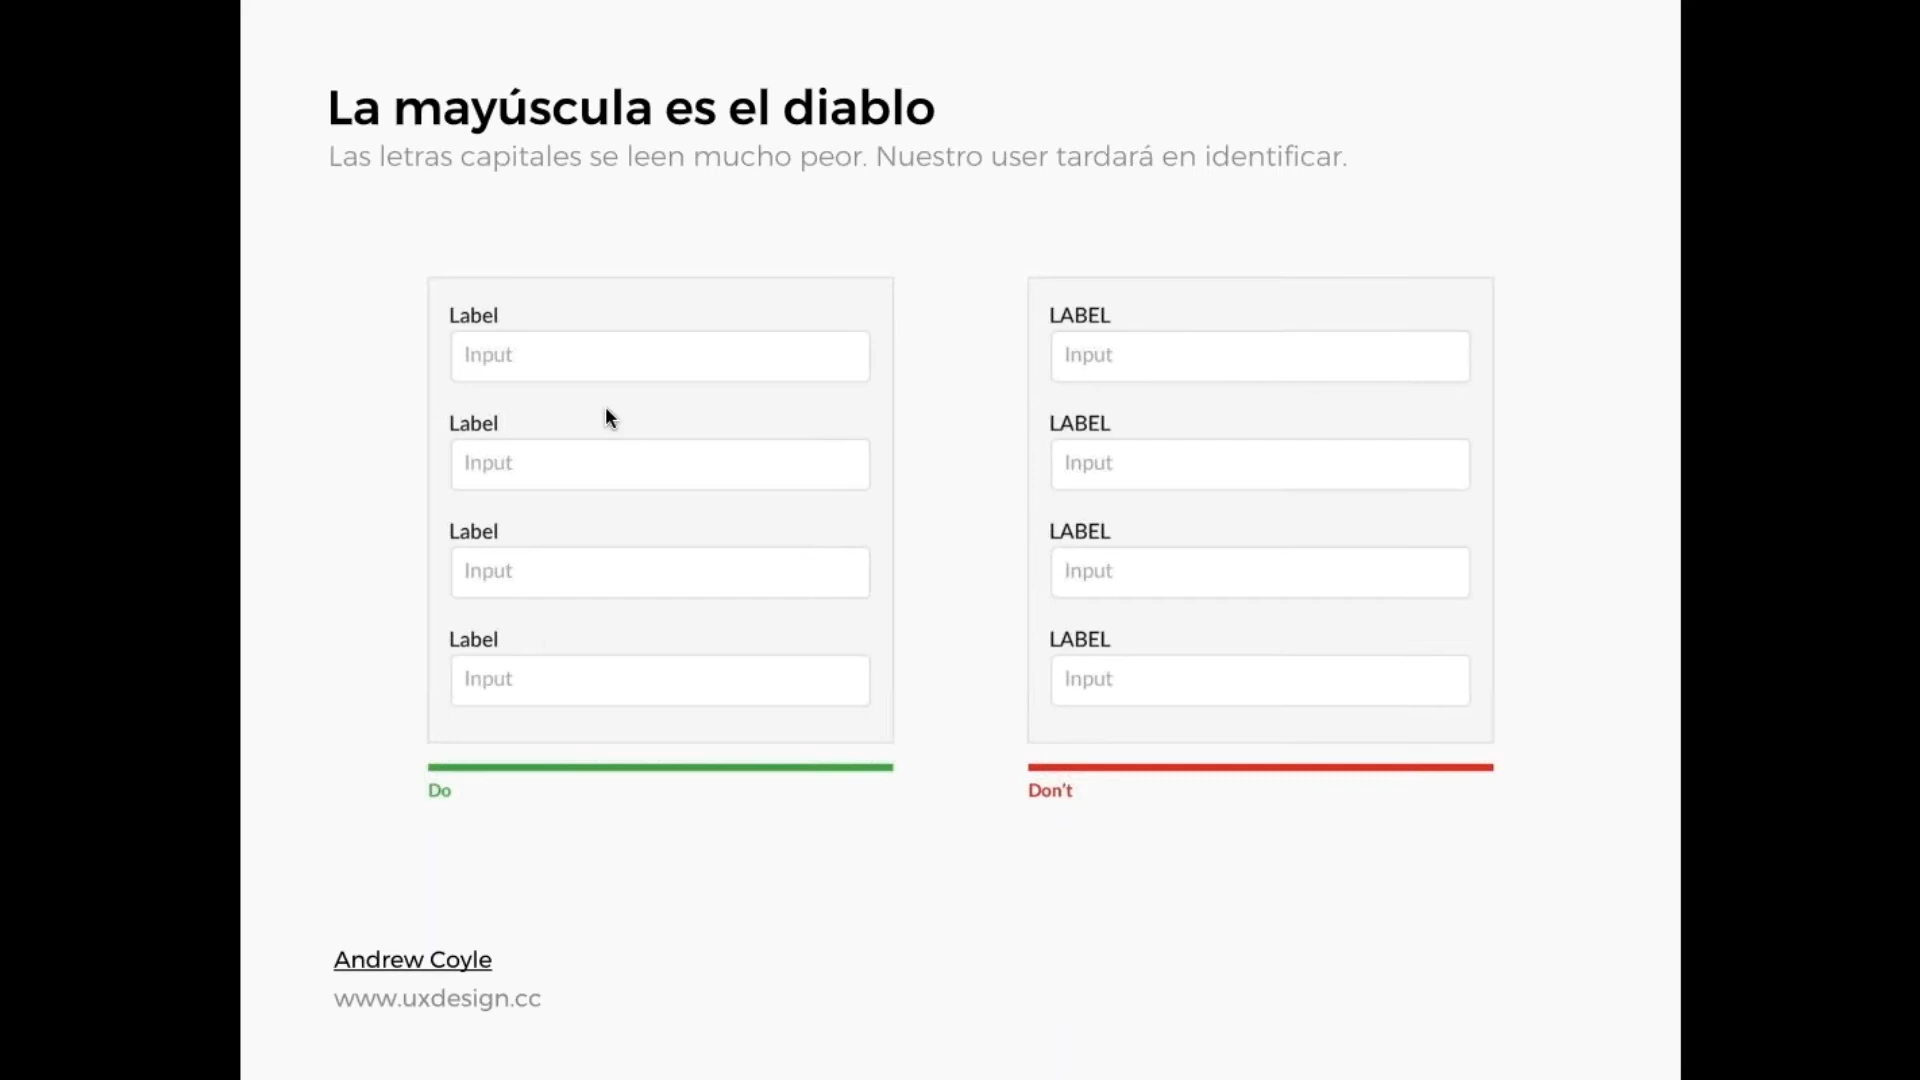 La mayúscula es el diablo
Las letras capitales se leen mucho peor. Nuestro user tardará en identificar.
Label
Input
Label
Input
Label
Input
Label
Input
Do
LABEL
Input
LABEL
Input
LABEL
Input
LABEL
Input
Don't
Andrew Coyle
www.uxdesign.cc